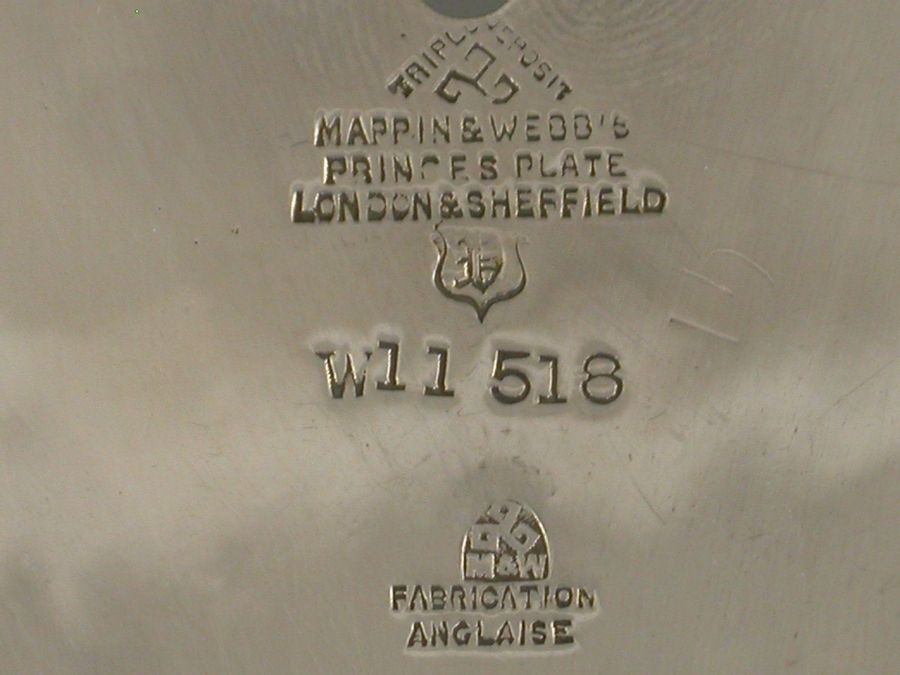 TRIPLE DEPOSIT
MAPPIN & WEBB'S
PRINCES PLATE
LONDON & SHEFFIELD
W11 518
M&W
FABRICATION
ANGLAISE